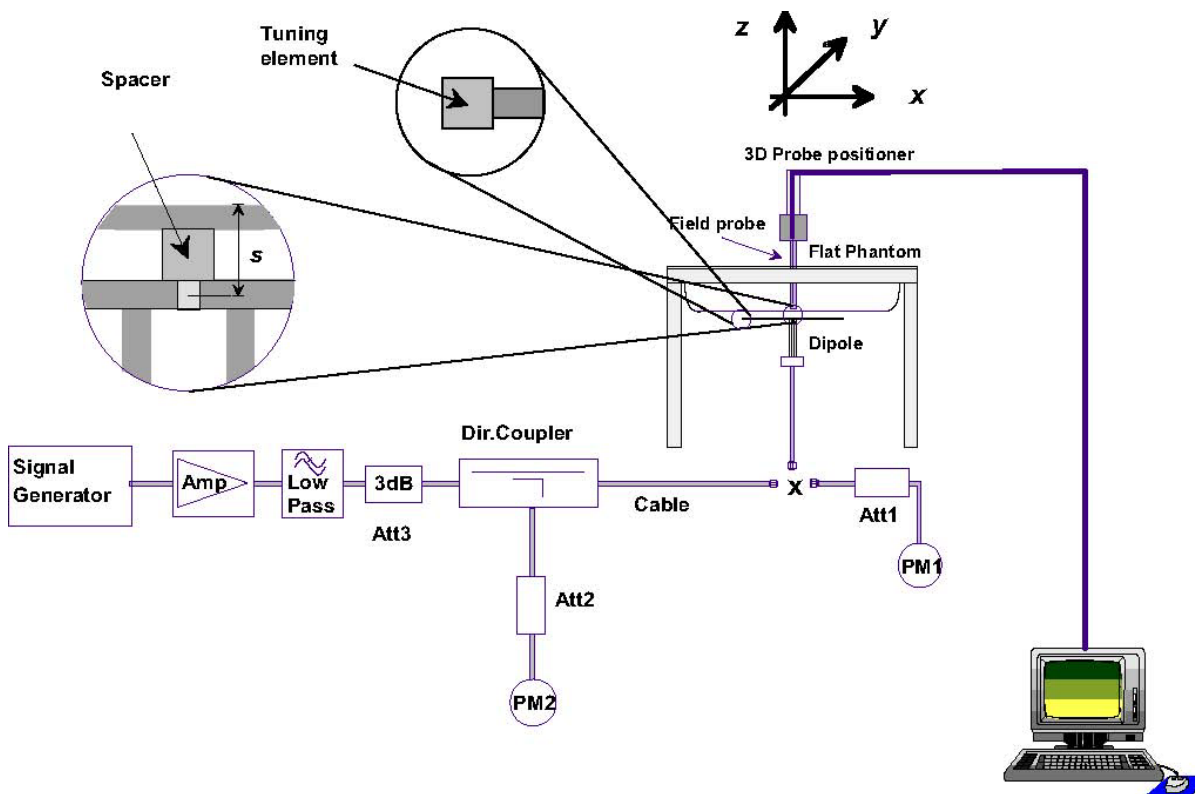 Tuning
element
Spacer
z
y
x
3D Probe positioner
Field probe
Flat Phantom
s
Dipole
Dir.Coupler
Signal
Generator
Amp
Low
Pass
3dB
Att3
Cable
x
Att1
PM1
Att2
PM2